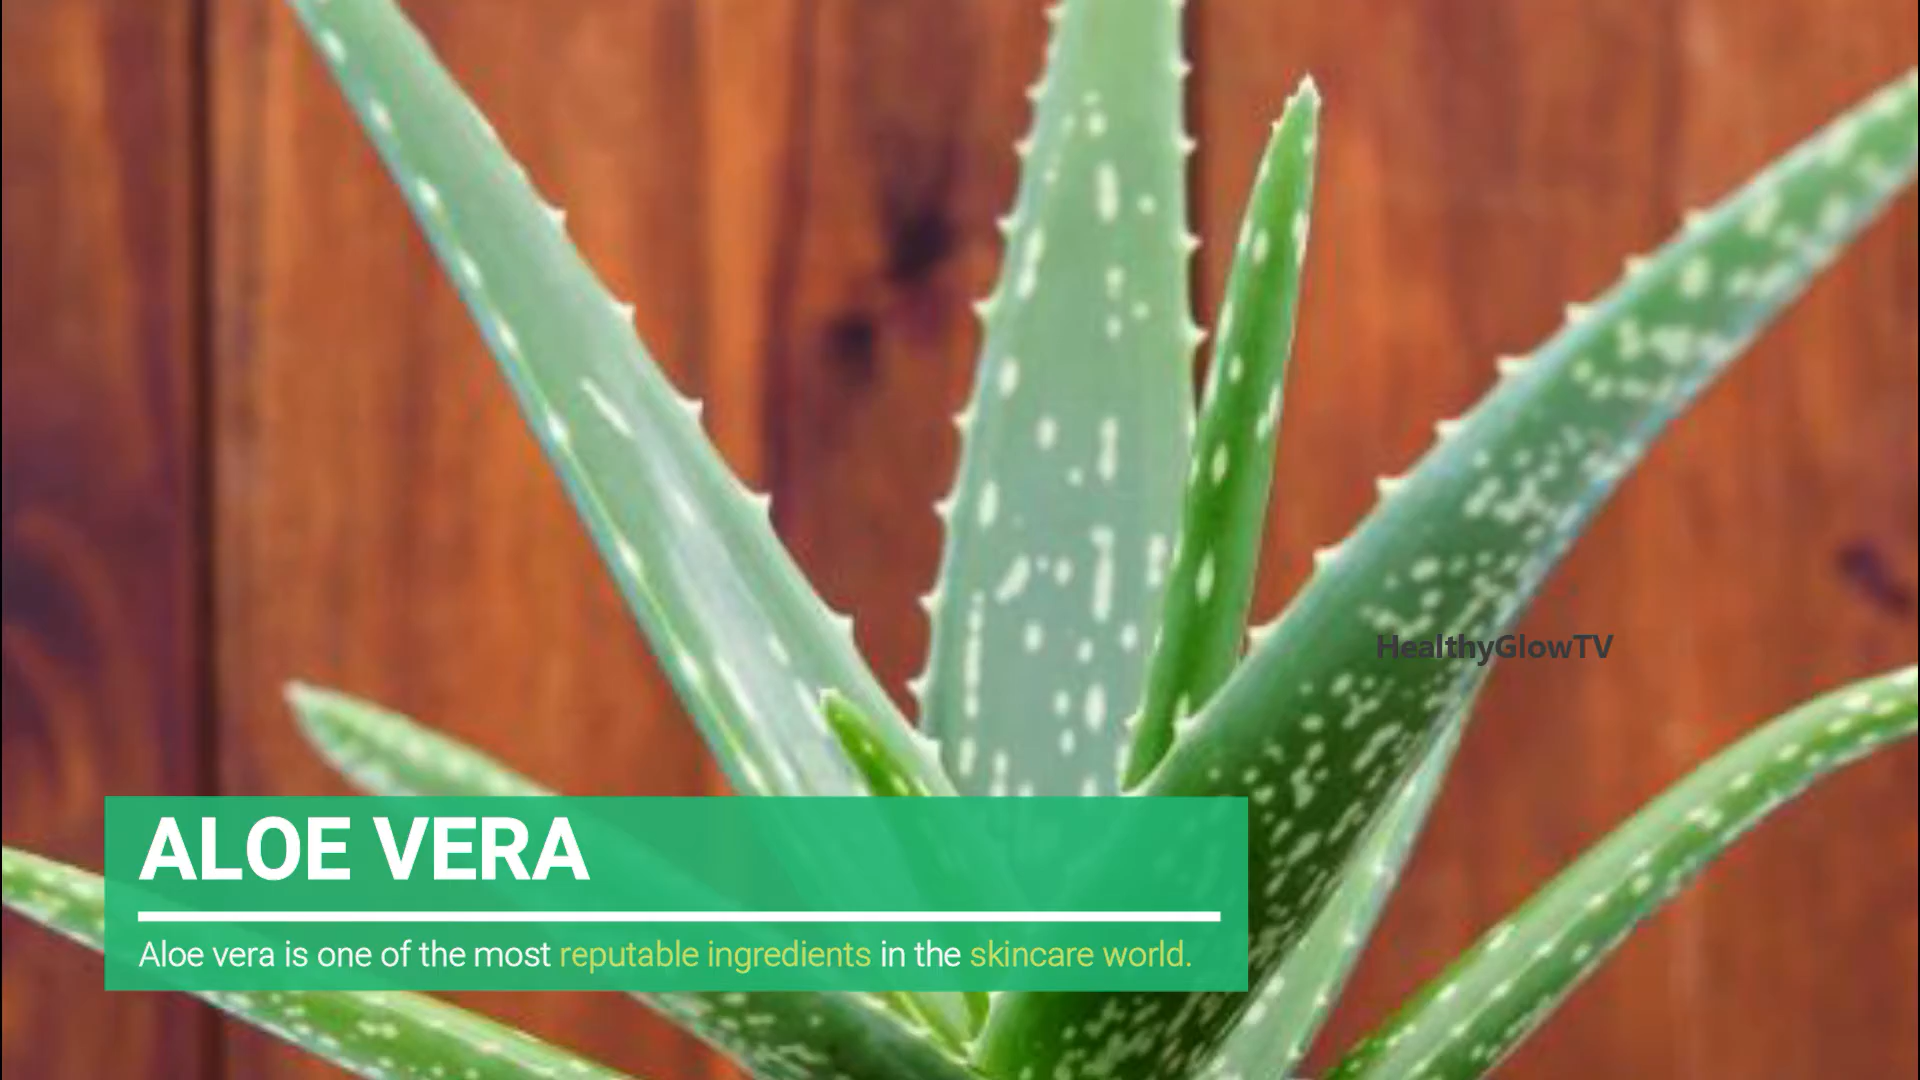 HealthyGlowTV
ALOE VERA
Aloe vera is one of the most reputable ingredients in the skincare world.